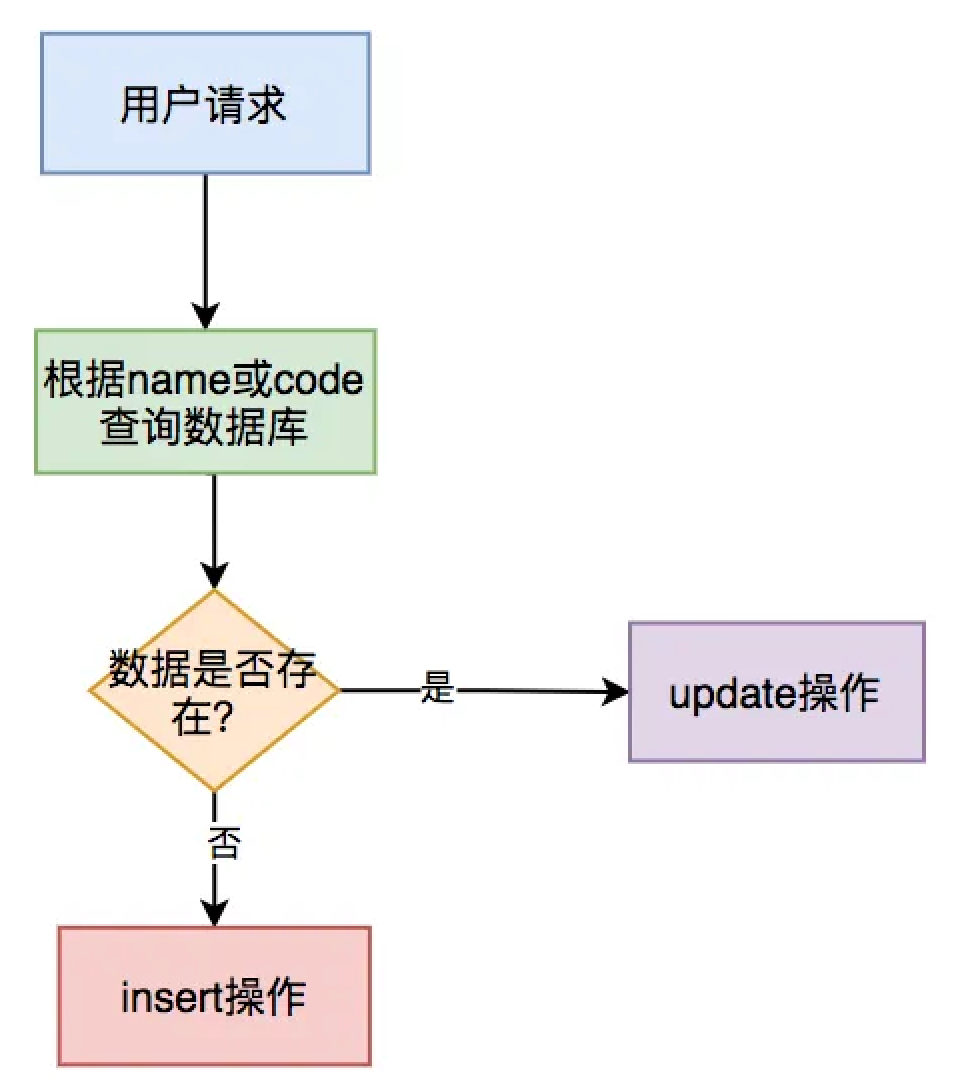 用户请求
根据name或code
查询数据库
数据是否存
在?
是
update操作
否
insert操作